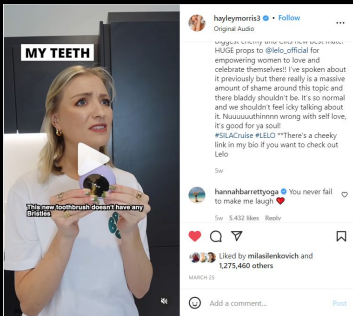 MY TEETH
This new toothbrush doesn't have any
Bristles
hayleymorris3 • Follow
Original Audio
biggest enemy and exits new best mate.
HUGE props to @lelo_official for
empowering women to love and
celebrate themselves!! I've spoken about
it previously but there really is a massive
amount of shame around this topic and
there bladdy shouldn't be. It's so normal
and we shouldn't feel icky talking about
it. Nuuuuuthinnnn wrong with self love,
it's good for ya soul!
#SILACruise #LELO **There's a cheeky
link in my bio if you want to check out
Lelo
5w
hannahbarrettyoga You never fail
to make me laugh ❤️
5w 5.432 likes Reply
Liked by milasilenkovich and
1,275,460 others
MARCH 25
Add a comment...
Post